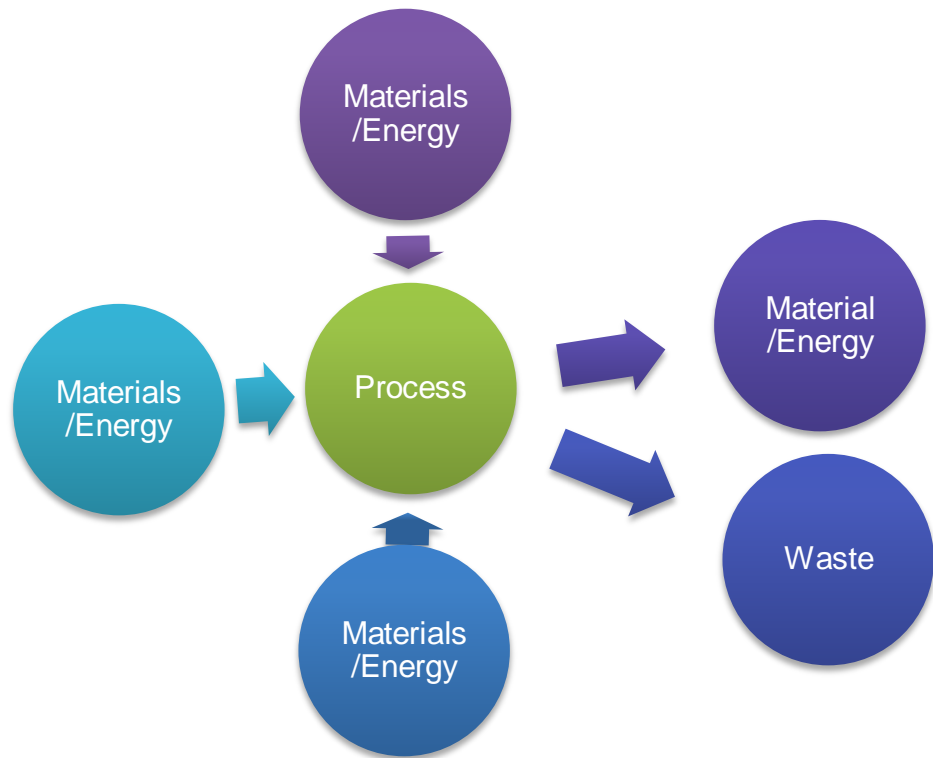 Materials
/Energy
Materials
/Energy
Process
Materials
/Energy
Material
/Energy
Waste